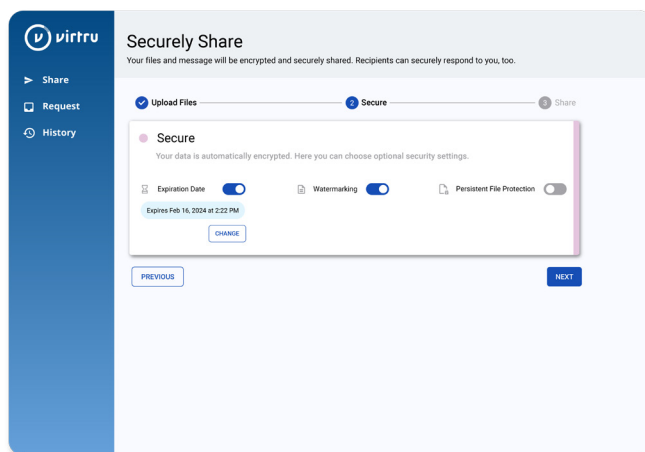 virtru
Share
Request
History
Securely Share
Your files and message will be encrypted and securely shared. Recipients can securely respond to you, too.
Upload Files
2 Secure
3 Share
Secure
Your data is automatically encrypted. Here you can choose optional security settings.
Expiration Date
Watermarking
Persistent File Protection
Expires Feb 16, 2024 at 2:22 PM
CHANGE
PREVIOUS
NEXT